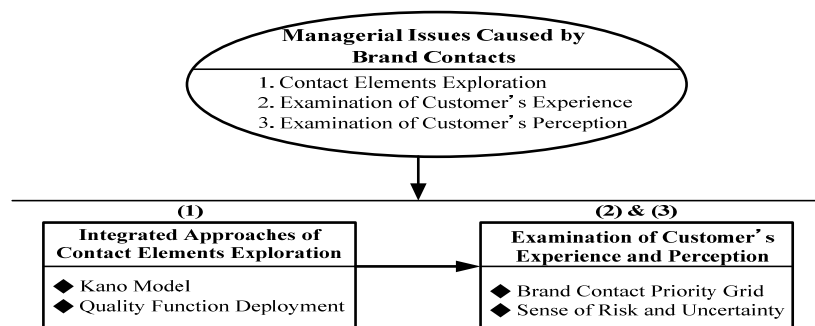 Managerial Issues Caused by
Brand Contacts
1. Contact Elements Exploration
2. Examination of Customer's Experience
3. Examination of Customer's Perception
(1)
Integrated Approaches of
Contact Elements Exploration
◆ Kano Model
◆ Quality Function Deployment
(2) & (3)
Examination of Customer's
Experience and Perception
◆ Brand Contact Priority Grid
◆ Sense of Risk and Uncertainty